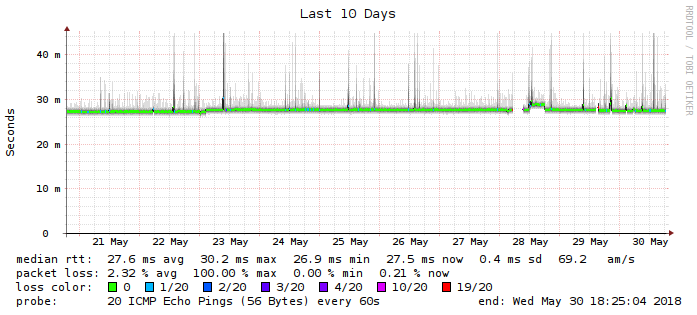 Last 10 Days
RRDTOOL / TOBI OETIKER
Seconds
40 m
30 m
20 m
10 m
0
21 May 22 May 23 May 24 May 25 May 26 May 27 May 28 May 29 May 30 May
median rtt: 27.6 ms avg 30.2 ms max 26.9 ms min 27.5 ms now 0.4 ms sd 69.2 am/s
packet loss: 2.32 % avg 100.00 % max 0.00 % min 0.21 % now
loss color: 0 1/20 2/20 3/20 4/20 10/20 19/20
probe: 20 ICMP Echo Pings (56 Bytes) every 60s end: Wed May 30 18:25:04 2018